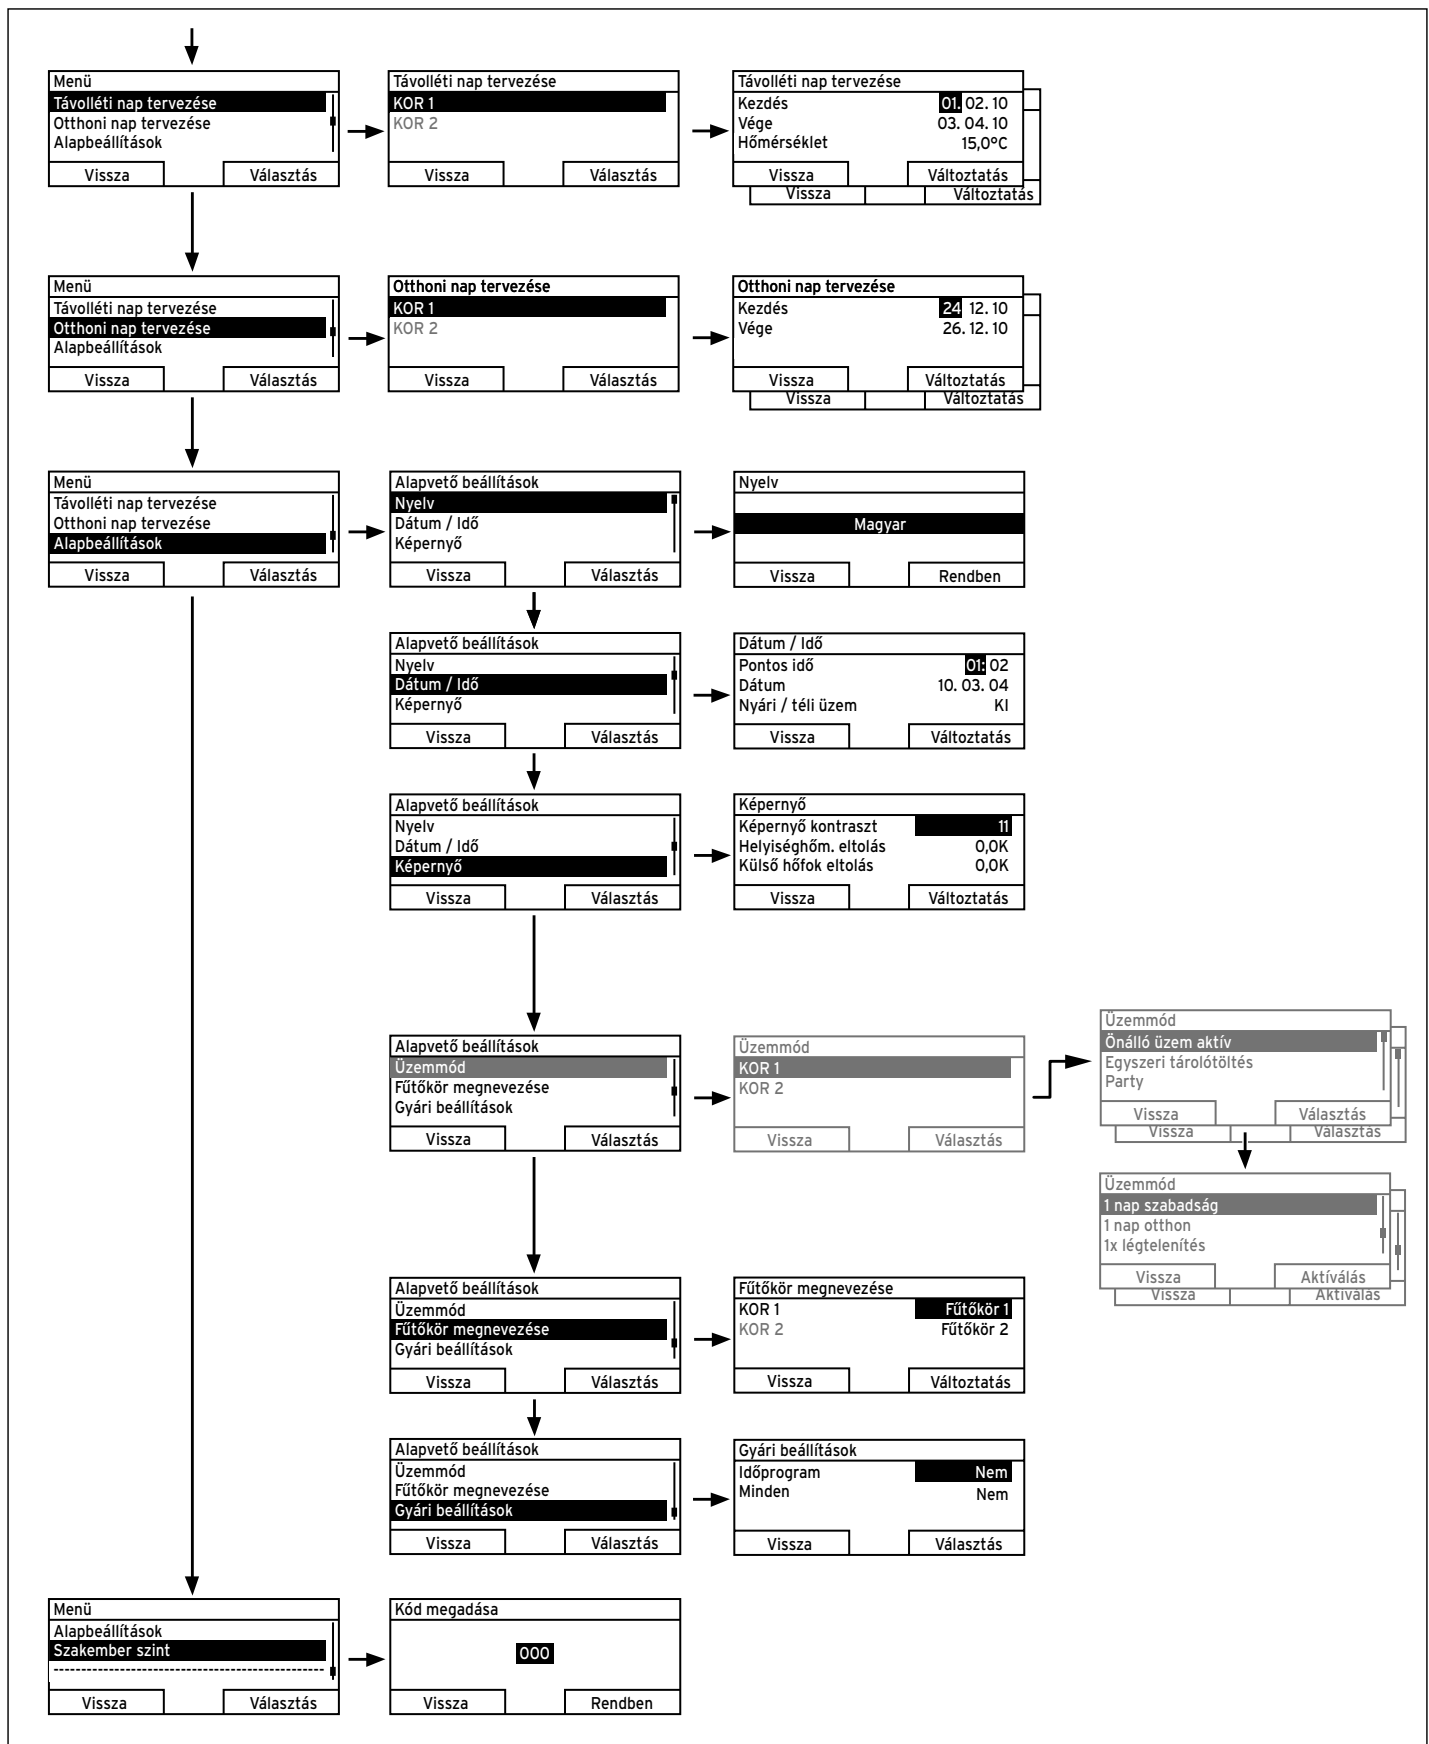 Menü
Távolléti nap tervezése
Otthoni nap tervezése
Alapbeállítások
Vissza Választás
Távolléti nap tervezése
KOR 1
KOR 2
Vissza Választás
Távolléti nap tervezése
Kezdés 01. 02. 10
Vége 03. 04. 10
Hőmérséklet 15,0°C
Vissza Változtatás
Vissza Változtatás
Menü
Távolléti nap tervezése
Otthoni nap tervezése
Alapbeállítások
Vissza Választás
Otthoni nap tervezése
KOR 1
KOR 2
Vissza Választás
Otthoni nap tervezése
Kezdés 24 12. 10
Vége 26. 12. 10
Vissza Változtatás
Vissza Változtatás
Menü
Távolléti nap tervezése
Otthoni nap tervezése
Alapbeállítások
Vissza Választás
Alapvető beállítások
Nyelv
Dátum / Idő
Képernyő
Vissza Választás
Nyelv
Magyar
Vissza Rendben
Alapvető beállítások
Nyelv
Dátum / Idő
Képernyő
Vissza Választás
Dátum / Idő
Pontos idő 01: 02
Dátum 10. 03. 04
Nyári / téli üzem KI
Vissza Változtatás
Alapvető beállítások
Nyelv
Dátum / Idő
Képernyő
Vissza Választás
Képernyő
Képernyő kontraszt 11
Helyiséghőm. eltolás 0,0K
Külső hőfok eltolás 0,0K
Vissza Változtatás
Alapvető beállítások
Üzemmód
Fűtőkör megnevezése
Gyári beállítások
Vissza Választás
Üzemmód
KOR 1
KOR 2
Vissza Választás
Üzemmód
Önálló üzem aktív
Egyszeri tárolótöltés
Party
Vissza Választás
Vissza Választás
Üzemmód
1 nap szabadság
1 nap otthon
1x légtelenítés
Vissza Aktíválás
Vissza Aktíválás
Alapvető beállítások
Üzemmód
Fűtőkör megnevezése
Gyári beállítások
Vissza Választás
Fűtőkör megnevezése
KOR 1 Fűtőkör 1
KOR 2 Fűtőkör 2
Vissza Változtatás
Alapvető beállítások
Üzemmód
Fűtőkör megnevezése
Gyári beállítások
Vissza Választás
Gyári beállítások
Időprogram Nem
Minden Nem
Vissza Választás
Menü
Alapbeállítások
Szakember szint
Vissza Választás
Kód megadása
000
Vissza Rendben